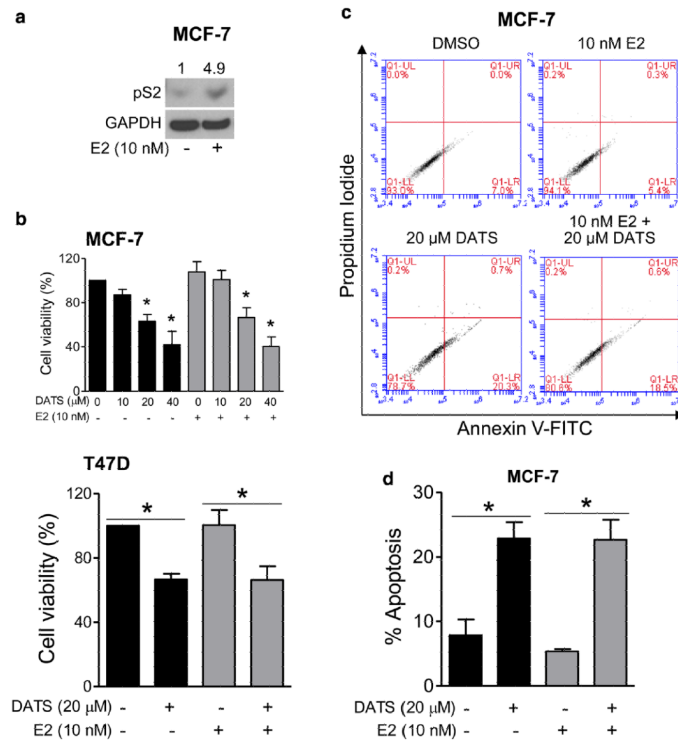 a
MCF-7
1 4.9
pS2
GAPDH
E2 (10 nM) - +
b
MCF-7
Cell viability (%)
120
80
40
0
* * * *
DATS (µM) 0 10 20 40 0 10 20 40
E2 (10 nM) - - - - + + + +
T47D
Cell viability (%)
120
80
40
0
* *
DATS (20 µM) - + - +
E2 (10 nM) - - + +
c
MCF-7
DMSO
10 nM E2
Q1-UL
0.0%
Q1-UR
0.0%
Q1-LL
93.0%
Q1-LR
7.0%
Q1-UL
0.2%
Q1-UR
0.3%
Q1-LL
94.1%
Q1-LR
5.4%
20 µM DATS
10 nM E2 +
20 µM DATS
Q1-UL
0.2%
Q1-UR
0.7%
Q1-LL
78.7%
Q1-LR
20.3%
Q1-UL
0.2%
Q1-UR
0.6%
Q1-LL
80.6%
Q1-LR
18.5%
Propidium Iodide
Annexin V-FITC
d
MCF-7
% Apoptosis
30
20
10
0
* *
DATS (20 µM) - + - +
E2 (10 nM) - - + +